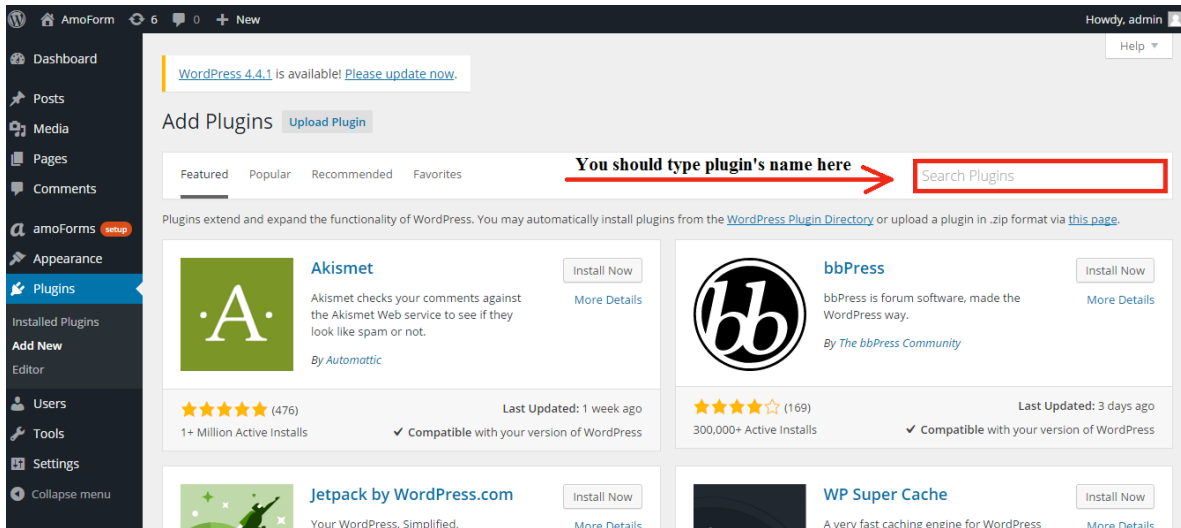 AmoForm 6 0 + New Howdy, admin
Help
Dashboard
Posts
Media
Pages
Comments
amoForms setup
Appearance
Plugins
Installed Plugins
Add New
Editor
Users
Tools
Settings
Collapse menu
WordPress 4.4.1 is available! Please update now.
Add Plugins Upload Plugin
Featured Popular Recommended Favorites
You should type plugin's name here
Search Plugins
Plugins extend and expand the functionality of WordPress. You may automatically install plugins from the WordPress Plugin Directory or upload a plugin in .zip format via this page.
·A·
Akismet
Install Now
More Details
Akismet checks your comments against
the Akismet Web service to see if they
look like spam or not.
By Automattic
(476)
Last Updated: 1 week ago
1+ Million Active Installs
✔ Compatible with your version of WordPress
bb
bbPress
Install Now
More Details
bbPress is forum software, made the
WordPress way.
By The bbPress Community
(169)
Last Updated: 3 days ago
300,000+ Active Installs
✔ Compatible with your version of WordPress
Jetpack by WordPress.com
Install Now
Your WordPress, Simplified.
More Details
WP Super Cache
Install Now
A very fast caching engine for WordPress
More Details